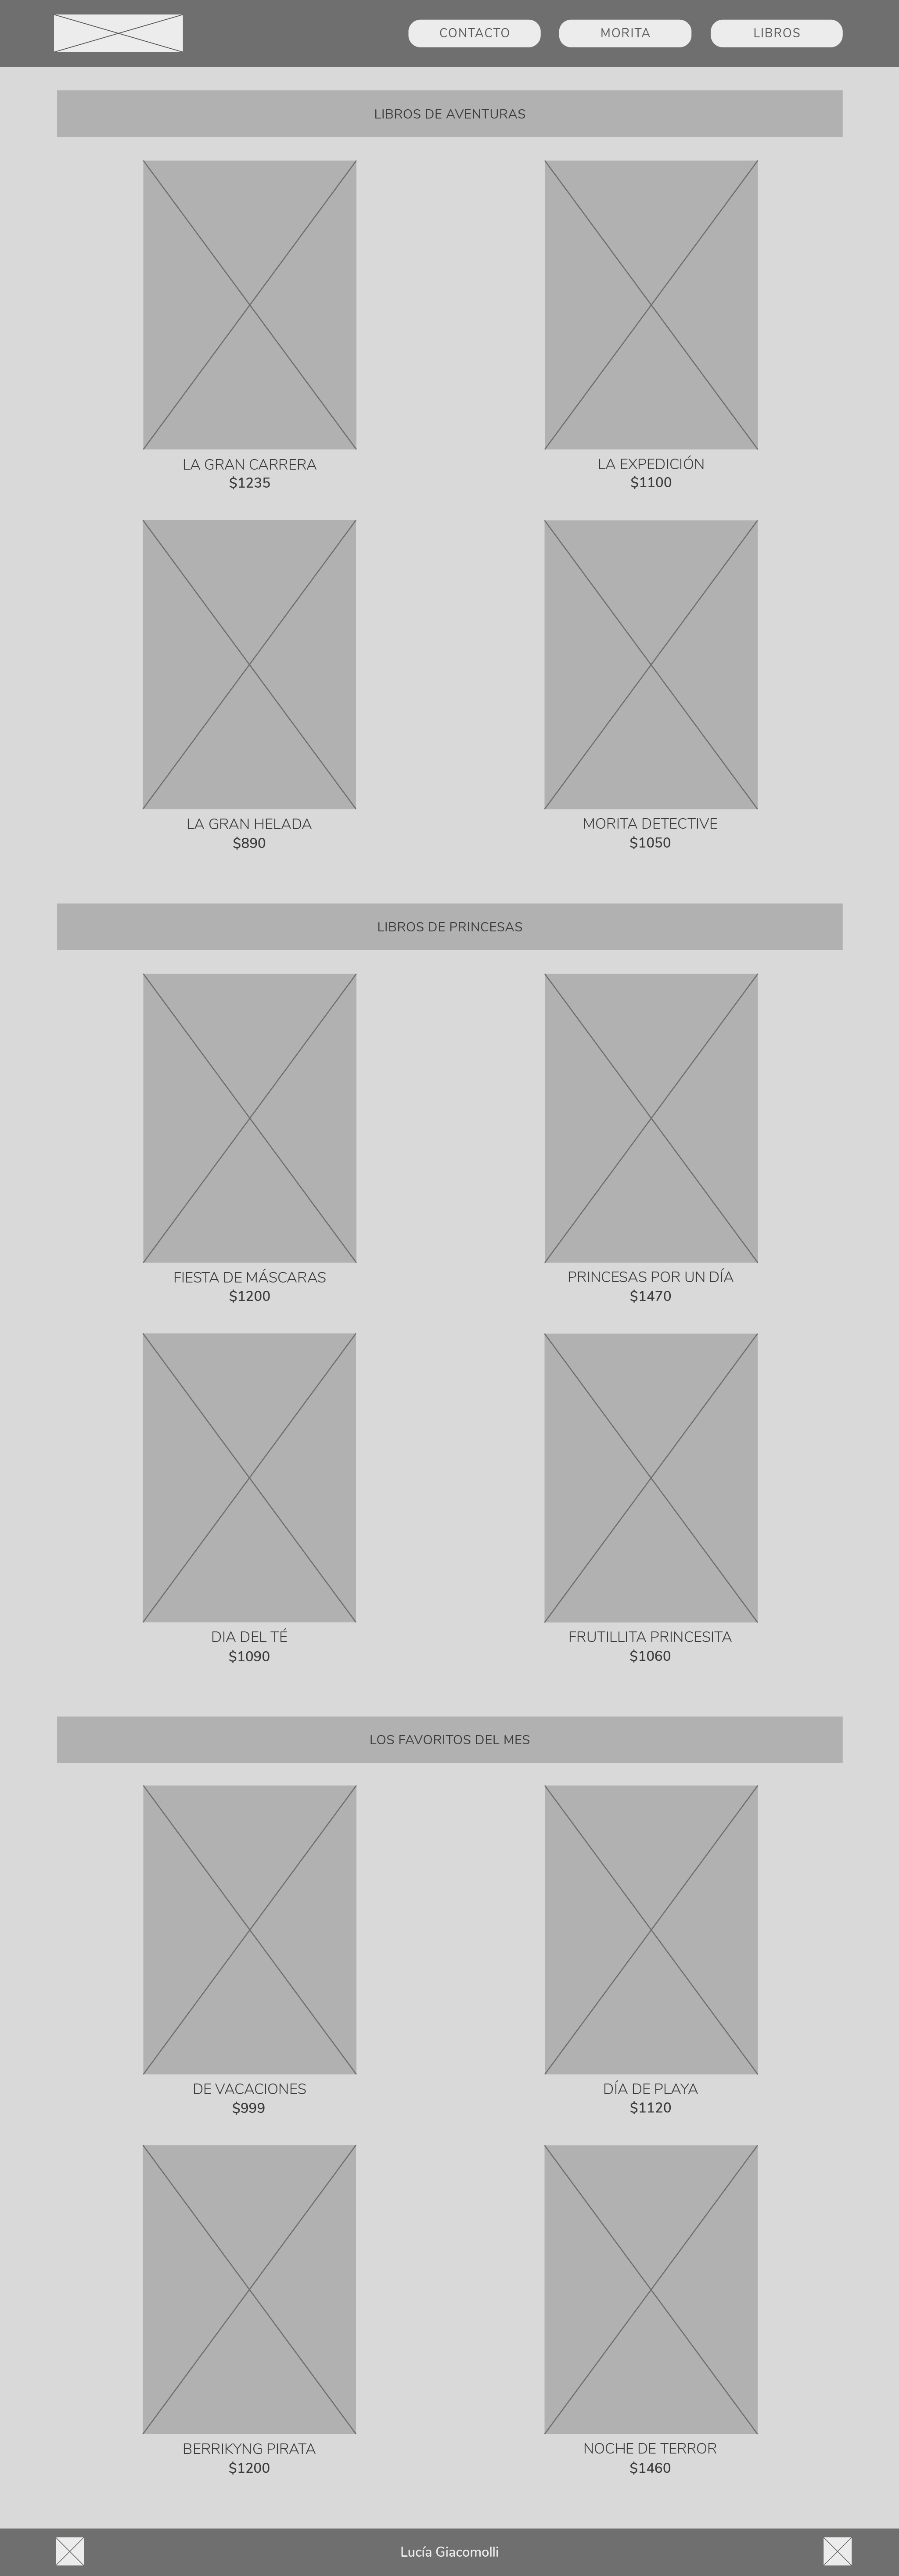 CONTACTO
MORITA
LIBROS
LIBROS DE AVENTURAS
LA GRAN CARRERA
$1235
LA EXPEDICIÓN
$1100
LA GRAN HELADA
$890
MORITA DETECTIVE
$1050
LIBROS DE PRINCESAS
FIESTA DE MÁSCARAS
$1200
PRINCESAS POR UN DÍA
$1470
DIA DEL TÉ
$1090
FRUTILLITA PRINCESITA
$1060
LOS FAVORITOS DEL MES
DE VACACIONES
$999
DÍA DE PLAYA
$1120
BERRIKYNG PIRATA
$1200
NOCHE DE TERROR
$1460
Lucía Giacomolli